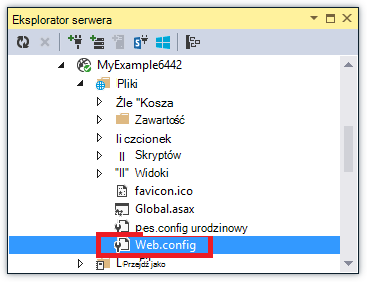 Eksplorator serwera
MyExample6442
Pliki
Źle "Kosza
Zawartość
li czcionek
II Skryptów
"II" Widoki
favicon.ico
Global.asax
pes.config urodzinowy
Web.config
Przejdź jako